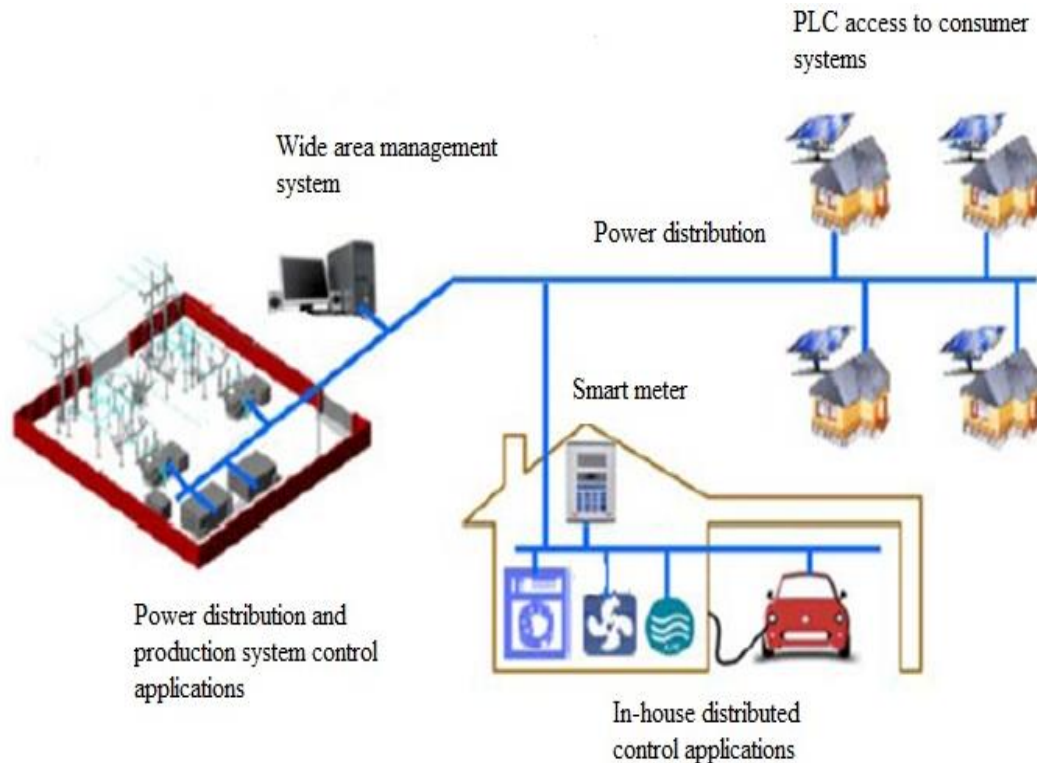 PLC access to consumer
systems
Wide area management
system
Power distribution
Smart meter
Power distribution and
production system control
applications
In-house distributed
control applications